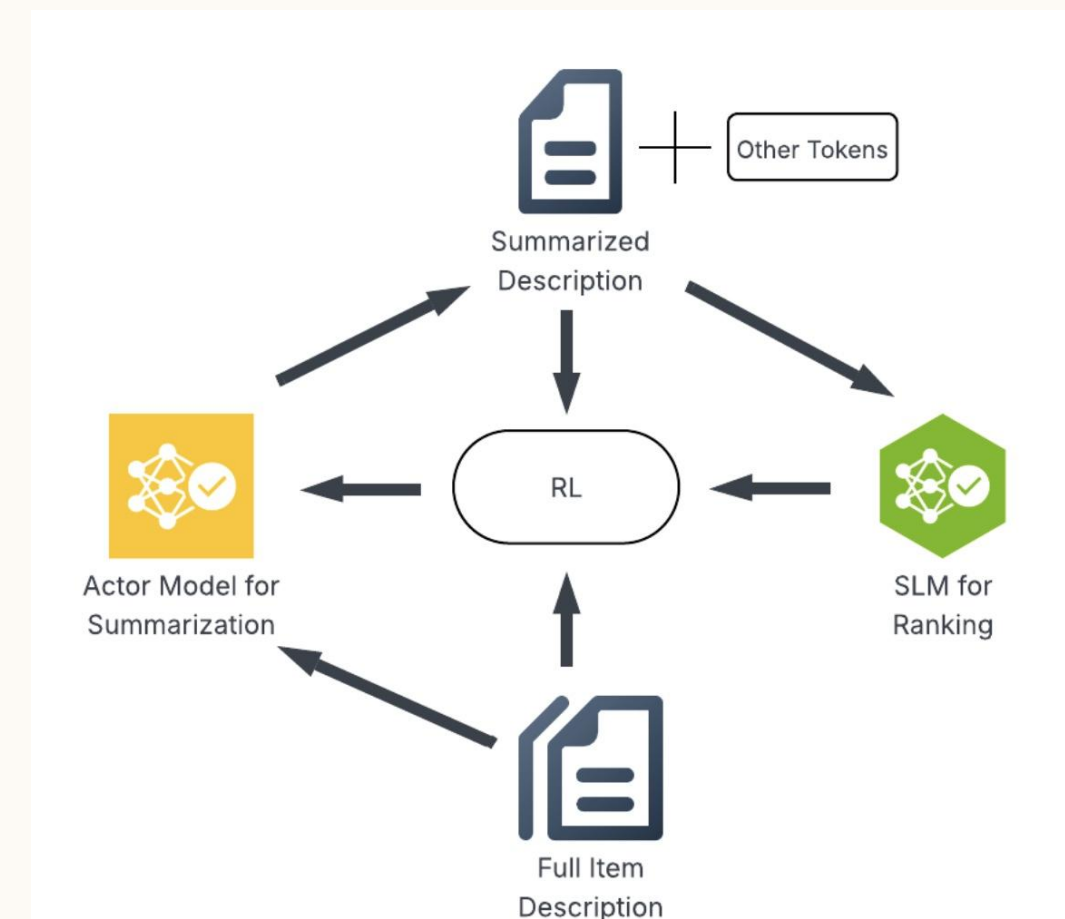 Other Tokens
Summarized
Description
RL
Actor Model for
Summarization
SLM for
Ranking
Full Item
Description